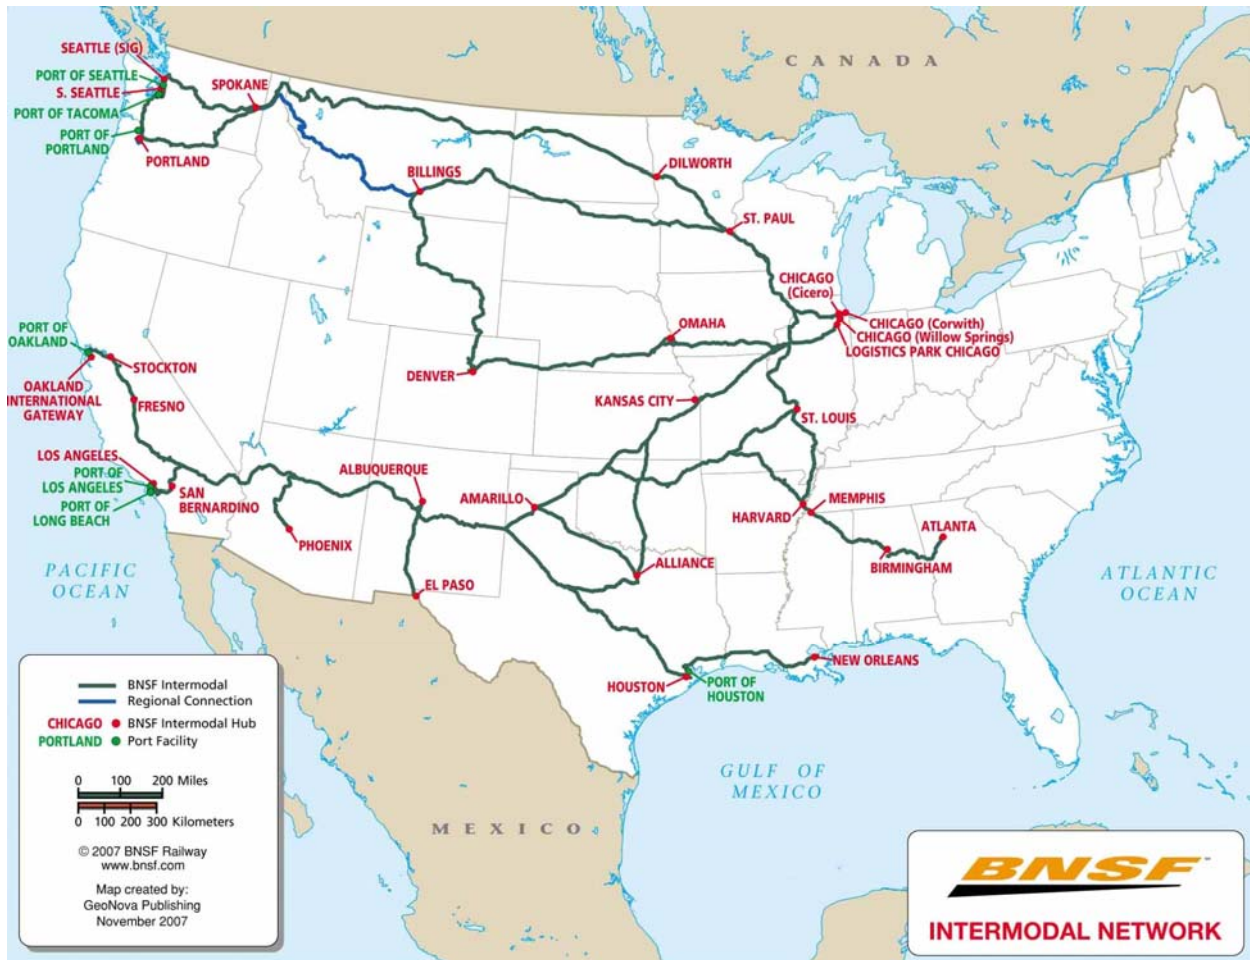 CANADA
SEATTLE (SIG)
PORT OF SEATTLE
S. SEATTLE
PORT OF TACOMA
PORT OF
PORTLAND
PORTLAND
SPOKANE
BILLINGS
DILWORTH
ST. PAUL
CHICAGO
(Cicero)
CHICAGO (Corwith)
CHICAGO (Willow Springs)
LOGISTICS PARK CHICAGO
OMAHA
DENVER
KANSAS CITY
ST. LOUIS
PORT OF
OAKLAND
STOCKTON
OAKLAND
INTERNATIONAL
GATEWAY
FRESNO
LOS ANGELES
PORT OF
LOS ANGELES
PORT OF
LONG BEACH
SAN
BERNARDINO
ALBUQUERQUE
AMARILLO
PHOENIX
EL PASO
ALLIANCE
HARVARD
MEMPHIS
ATLANTA
BIRMINGHAM
NEW ORLEANS
HOUSTON
PORT OF
HOUSTON
PACIFIC
OCEAN
ATLANTIC
OCEAN
GULF OF
MEXICO
MEXICO
BNSF Intermodal
Regional Connection
CHICAGO BNSF Intermodal Hub
PORTLAND Port Facility
0 100 200 Miles
0 100 200 300 Kilometers
© 2007 BNSF Railway
www.bnsf.com
Map created by:
GeoNova Publishing
November 2007
BNSF
INTERMODAL NETWORK